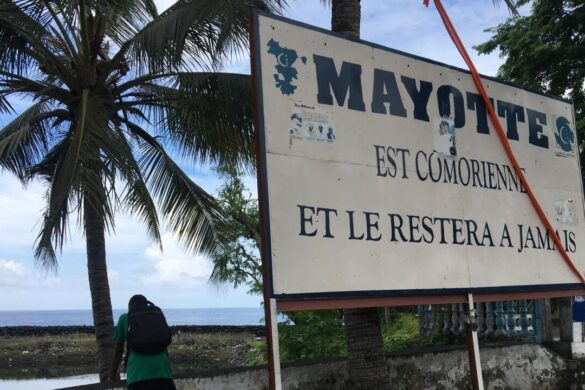 MAYOTTE
EST COMORIENNE
ET LE RESTERA A JAMAIS